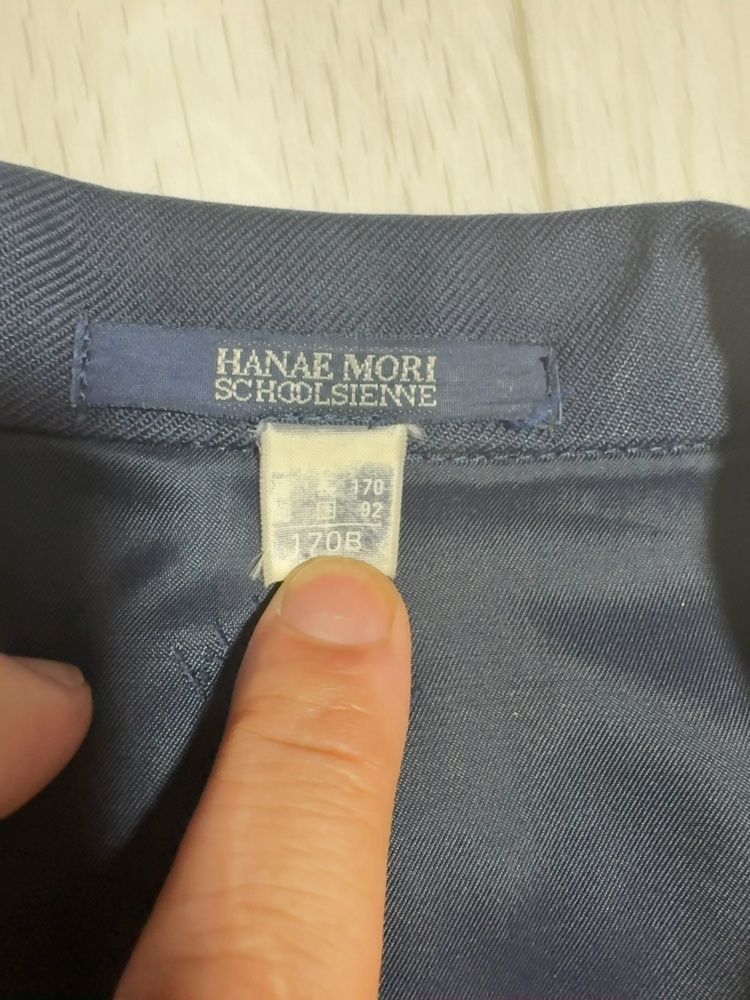 HANAE MORI
SCHOOLSIENNE
170
92
170B